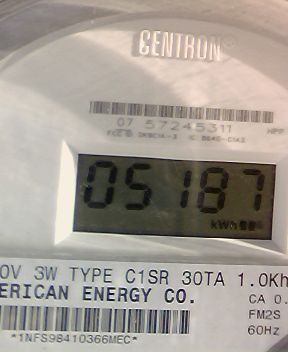 CENTRON®
07 57245311
05187
kWh
0V 3W TYPE C1SR 30TA 1.0Kh
ERICAN ENERGY CO.
CA 0.
FM2S
60Hz
*1NFS98410366MEC*